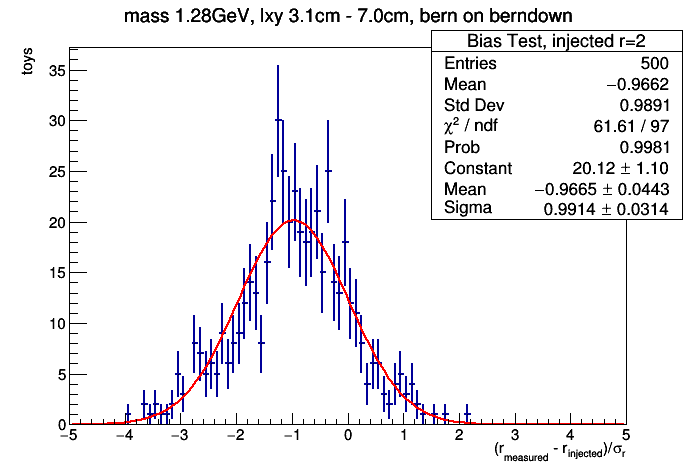 mass 1.28GeV, lxy 3.1cm - 7.0cm, bern on berndown
Bias Test, injected r=2
Entries 500
Mean −0.9662
Std Dev 0.9891
χ² / ndf 61.61 / 97
Prob 0.9981
Constant 20.12 ± 1.10
Mean −0.9665 ± 0.0443
Sigma 0.9914 ± 0.0314
toys
35
30
25
20
15
10
5
0
−5 −4 −3 −2 −1 0 1 2 3 4 5
(r_measured - r_injected)/σ_r